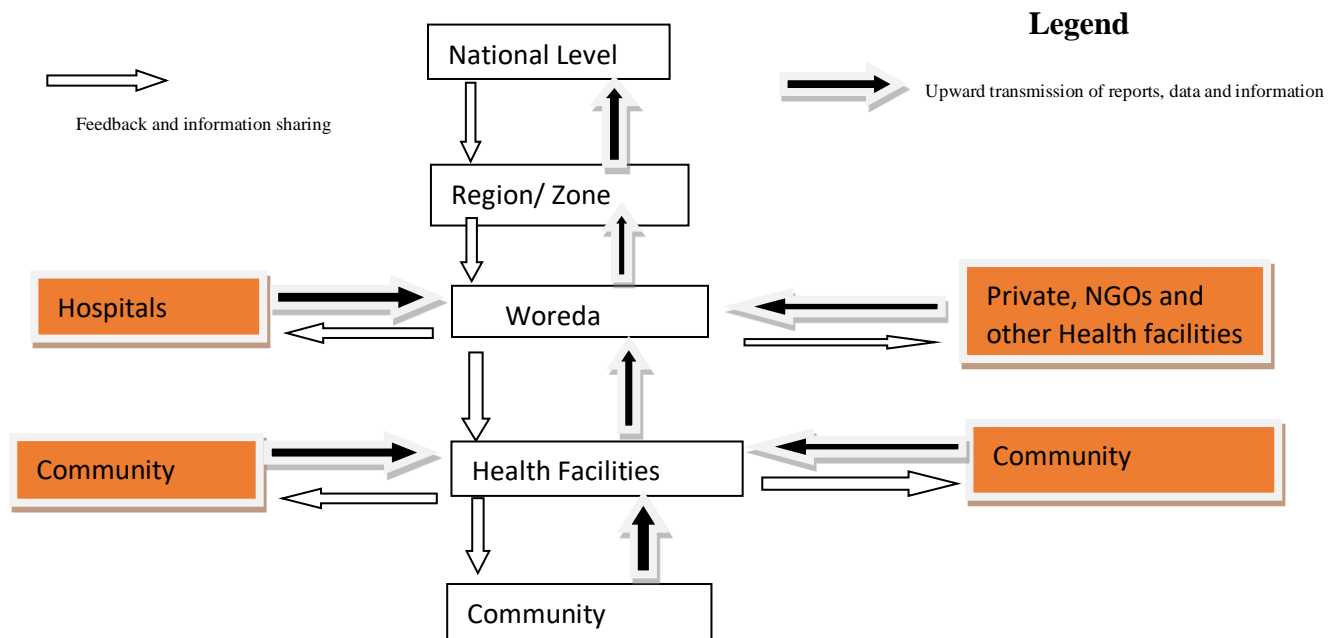 Legend
National Level
Upward transmission of reports, data and information
Feedback and information sharing
Region/ Zone
Hospitals
Woreda
Private, NGOs and
other Health facilities
Community
Health Facilities
Community
Community